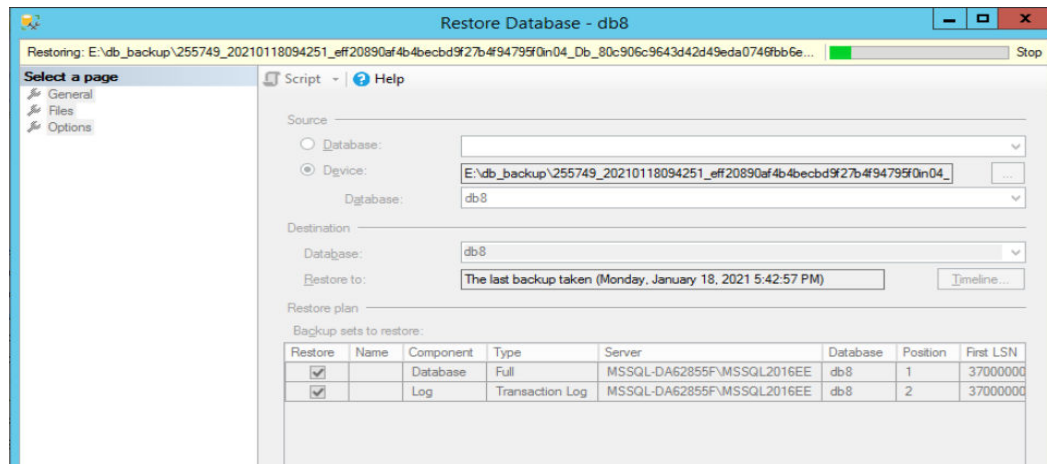 Restore Database - db8
Restoring: E:\db_backup\255749_20210118094251_eff20890af4b4becbd9f27b4f94795f0in04_Db_80c906c9643d42d49eda0746fbb6e... Stop
Select a page
General
Files
Options
Script Help
Source
Database:
Device: E:\db_backup\255749_20210118094251_eff20890af4b4becbd9f27b4f94795f0in04_ ...
Database: db8
Destination
Database: db8
Restore to: The last backup taken (Monday, January 18, 2021 5:42:57 PM) Timeline...
Restore plan
Backup sets to restore:
Restore Name Component Type Server Database Position First LSN
Database Full MSSQL-DA62855F\MSSQL2016EE db8 1 37000000
Log Transaction Log MSSQL-DA62855F\MSSQL2016EE db8 2 37000000